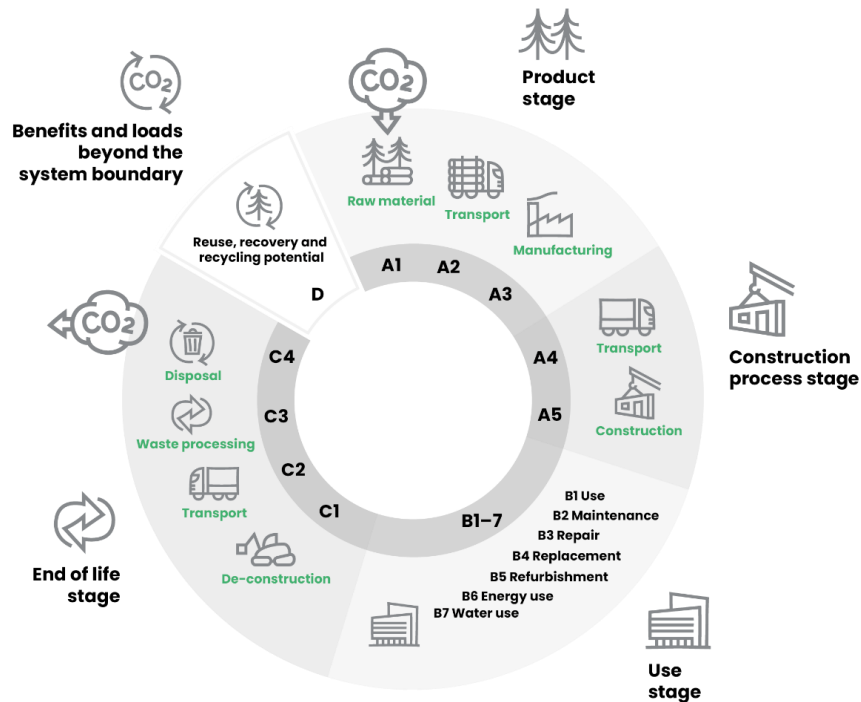 CO₂
Benefits and loads
beyond the
system boundary
CO₂
Product
stage
Raw material
Transport
Manufacturing
Reuse, recovery and
recycling potential
D
A1
A2
A3
Transport
A4
Construction
A5
Construction
process stage
B1–7
B1 Use
B2 Maintenance
B3 Repair
B4 Replacement
B5 Refurbishment
B6 Energy use
B7 Water use
Use
stage
C1
De-construction
C2
Transport
C3
Waste processing
C4
Disposal
CO₂
End of life
stage